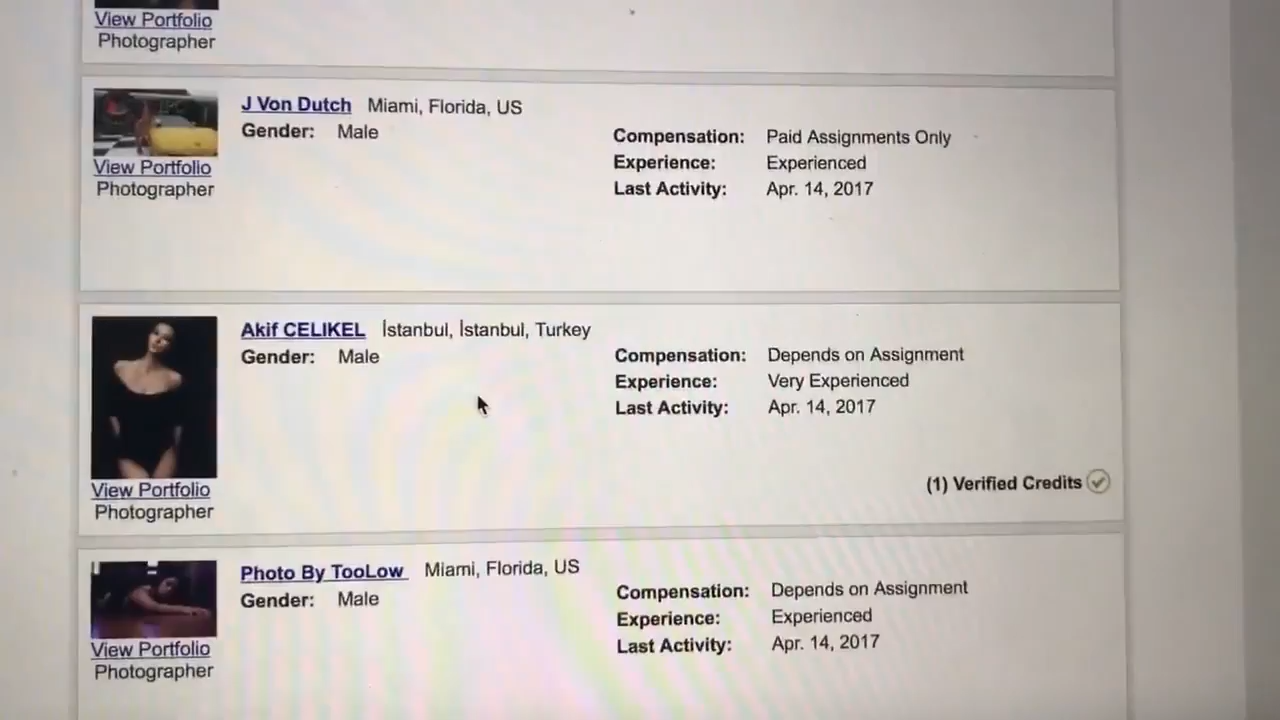 View Portfolio
Photographer
J Von Dutch Miami, Florida, US
Gender: Male
Compensation: Paid Assignments Only
Experience: Experienced
Last Activity: Apr. 14, 2017
View Portfolio
Photographer
Akif CELIKEL İstanbul, İstanbul, Turkey
Gender: Male
Compensation: Depends on Assignment
Experience: Very Experienced
Last Activity: Apr. 14, 2017
(1) Verified Credits
View Portfolio
Photographer
Photo By TooLow Miami, Florida, US
Gender: Male
Compensation: Depends on Assignment
Experience: Experienced
Last Activity: Apr. 14, 2017
View Portfolio
Photographer